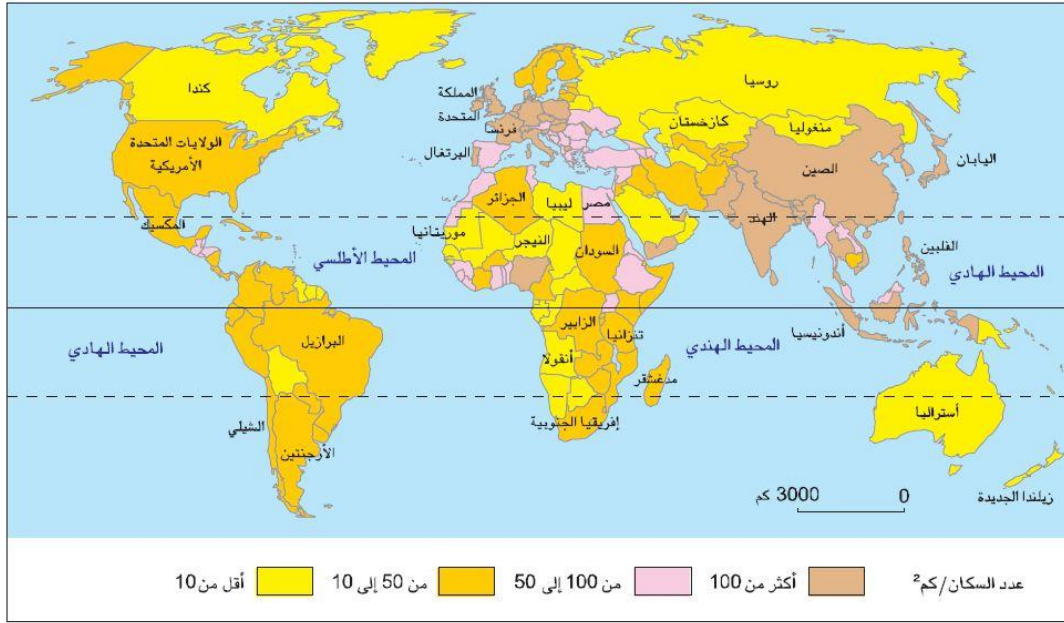 كندا
الولايات المتحدة
الأمريكية
المكسيك
المحيط الأطلسي
المحيط الهادي
البرازيل
الشيلي
الأرجنتين
المملكة
المتحدة
فرنسا
البرتغال
روسيا
كازخستان
منغوليا
الصين
اليابان
الهند
الجزائر
ليبيا
مصر
موريتانيا
النيجر
السودان
الزايير
تنزانيا
أنقولا
مدغشقر
إفريقيا الجنوبية
المحيط الهندي
الفلبين
المحيط الهادي
أندونيسيا
أستراليا
زيلندا الجديدة
0 3000 كم
عدد السكان/كم²
أكثر من 100
من 100 إلى 50
من 50 إلى 10
أقل من 10